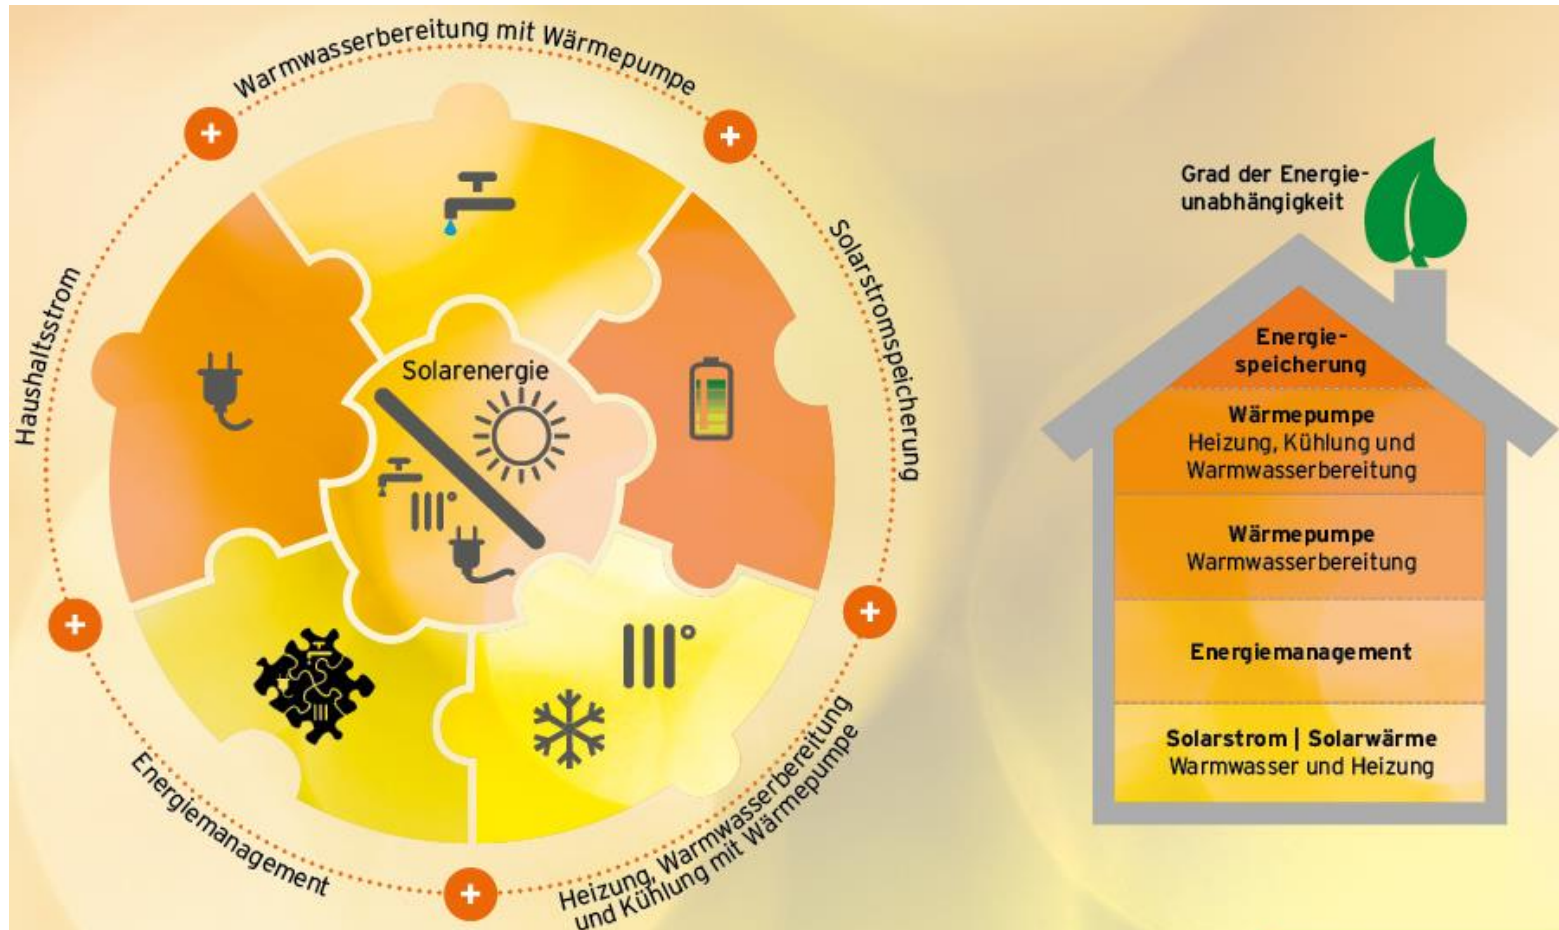 Warmwasserbereitung mit Wärmepumpe
Haushaltsstrom
Solarstromspeicherung
Solarenergie
Energiemanagement
Heizung, Warmwasserbereitung
und Kühlung mit Wärmepumpe
Grad der Energie-
unabhängigkeit
Energie-
speicherung
Wärmepumpe
Heizung, Kühlung und
Warmwasserbereitung
Wärmepumpe
Warmwasserbereitung
Energiemanagement
Solarstrom | Solarwärme
Warmwasser und Heizung